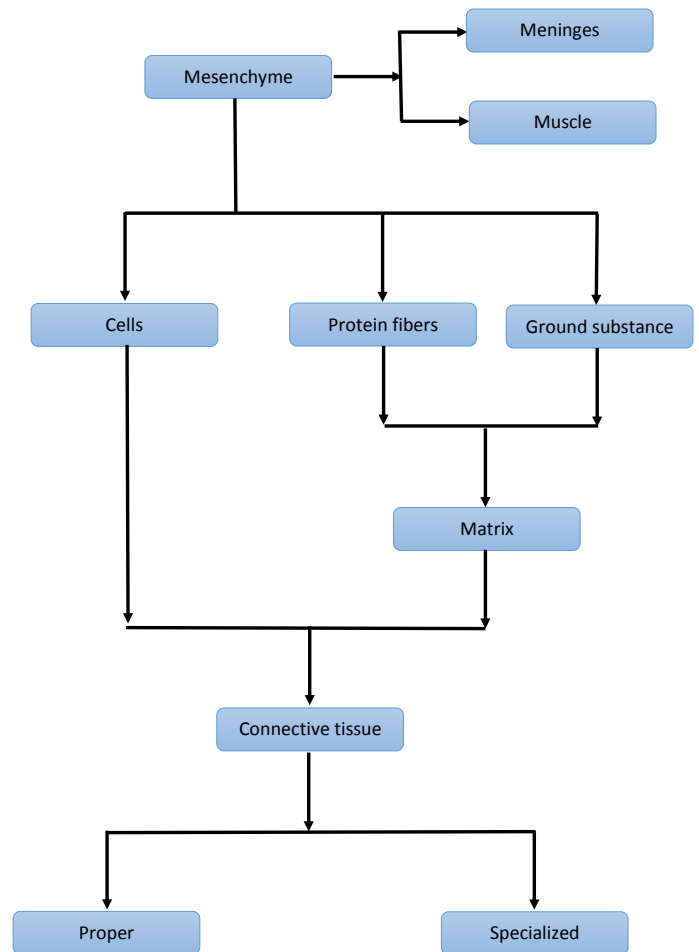 Meninges
Mesenchyme
Muscle
Cells
Protein fibers
Ground substance
Matrix
Connective tissue
Proper
Specialized